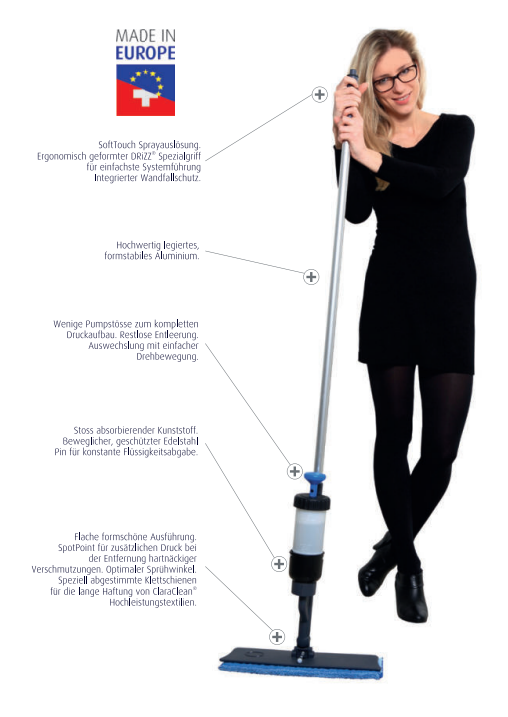 MADE IN
EUROPE
SoftTouch Sprayauslösung.
Ergonomisch geformter DRiZZ® Spezialgriff
für einfachste Systemführung
Integrierter Wandfallschutz.
Hochwertig legiertes,
formstabiles Aluminium.
Wenige Pumpstösse zum kompletten
Druckaufbau. Restlose Entleerung.
Auswechslung mit einfacher
Drehbewegung.
Stoss absorbierender Kunststoff.
Beweglicher, geschützter Edelstahl
Pin für konstante Flüssigkeitsabgabe.
Flache formschöne Ausführung.
SpotPoint für zusätzlichen Druck bei
der Entfernung hartnäckiger
Verschmutzungen. Optimaler Sprühwinkel.
Speziell abgestimmte Klettschienen
für die lange Haftung von ClaraClean®
Hochleistungstextilien.